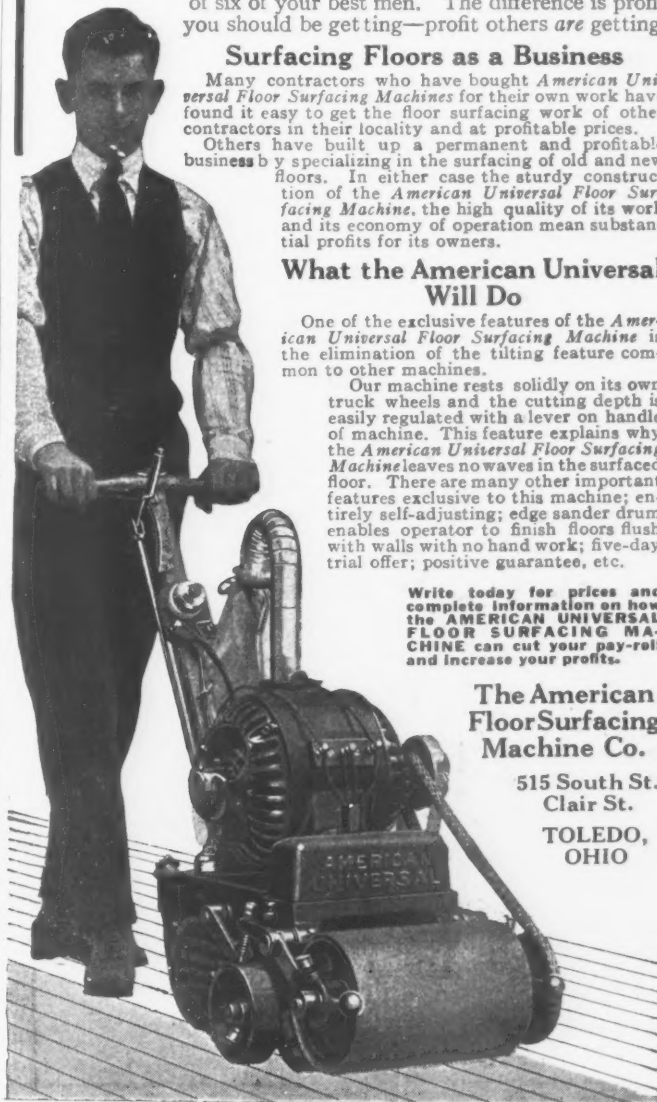 of six of your best men. The difference is prof
you should be getting—profit others are getting
Surfacing Floors as a Business
Many contractors who have bought American Uni
versal Floor Surfacing Machines for their own work hav
found it easy to get the floor surfacing work of othe
contractors in their locality and at profitable prices.
Others have built up a permanent and profitabl
business b y specializing in the surfacing of old and new
floors. In either case the sturdy construc
tion of the American Universal Floor Sur
facing Machine, the high quality of its work
and its economy of operation mean substan
tial profits for its owners.
What the American Universal
Will Do
One of the exclusive features of the Amer-
ican Universal Floor Surfacing Machine i
the elimination of the tilting feature com-
mon to other machines.
Our machine rests solidly on its own
truck wheels and the cutting depth i
easily regulated with a lever on handle
of machine. This feature explains why
the American Universal Floor Surfacing
Machine leaves no waves in the surfaced
floor. There are many other important
features exclusive to this machine; en-
tirely self-adjusting; edge sander drum
enables operator to finish floors flush
with walls with no hand work; five-day
trial offer; positive guarantee, etc.
Write today for prices and
complete information on how
the AMERICAN UNIVERSAL
FLOOR SURFACING MA-
CHINE can cut your pay-roll
and increase your profits.
The American
Floor Surfacing
Machine Co.
515 South St.
Clair St.
TOLEDO,
OHIO
AMERICAN
UNIVERSAL